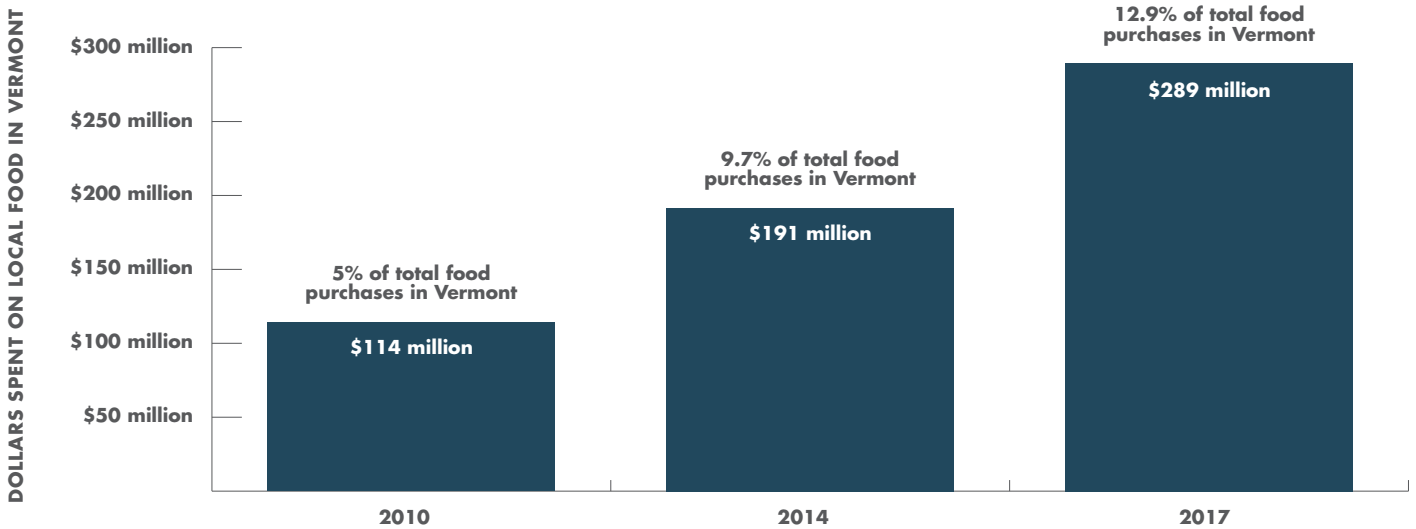 DOLLARS SPENT ON LOCAL FOOD IN VERMONT
$300 million
$250 million
$200 million
$150 million
$100 million
$50 million
5% of total food
purchases in Vermont
$114 million
9.7% of total food
purchases in Vermont
$191 million
12.9% of total food
purchases in Vermont
$289 million
2010
2014
2017